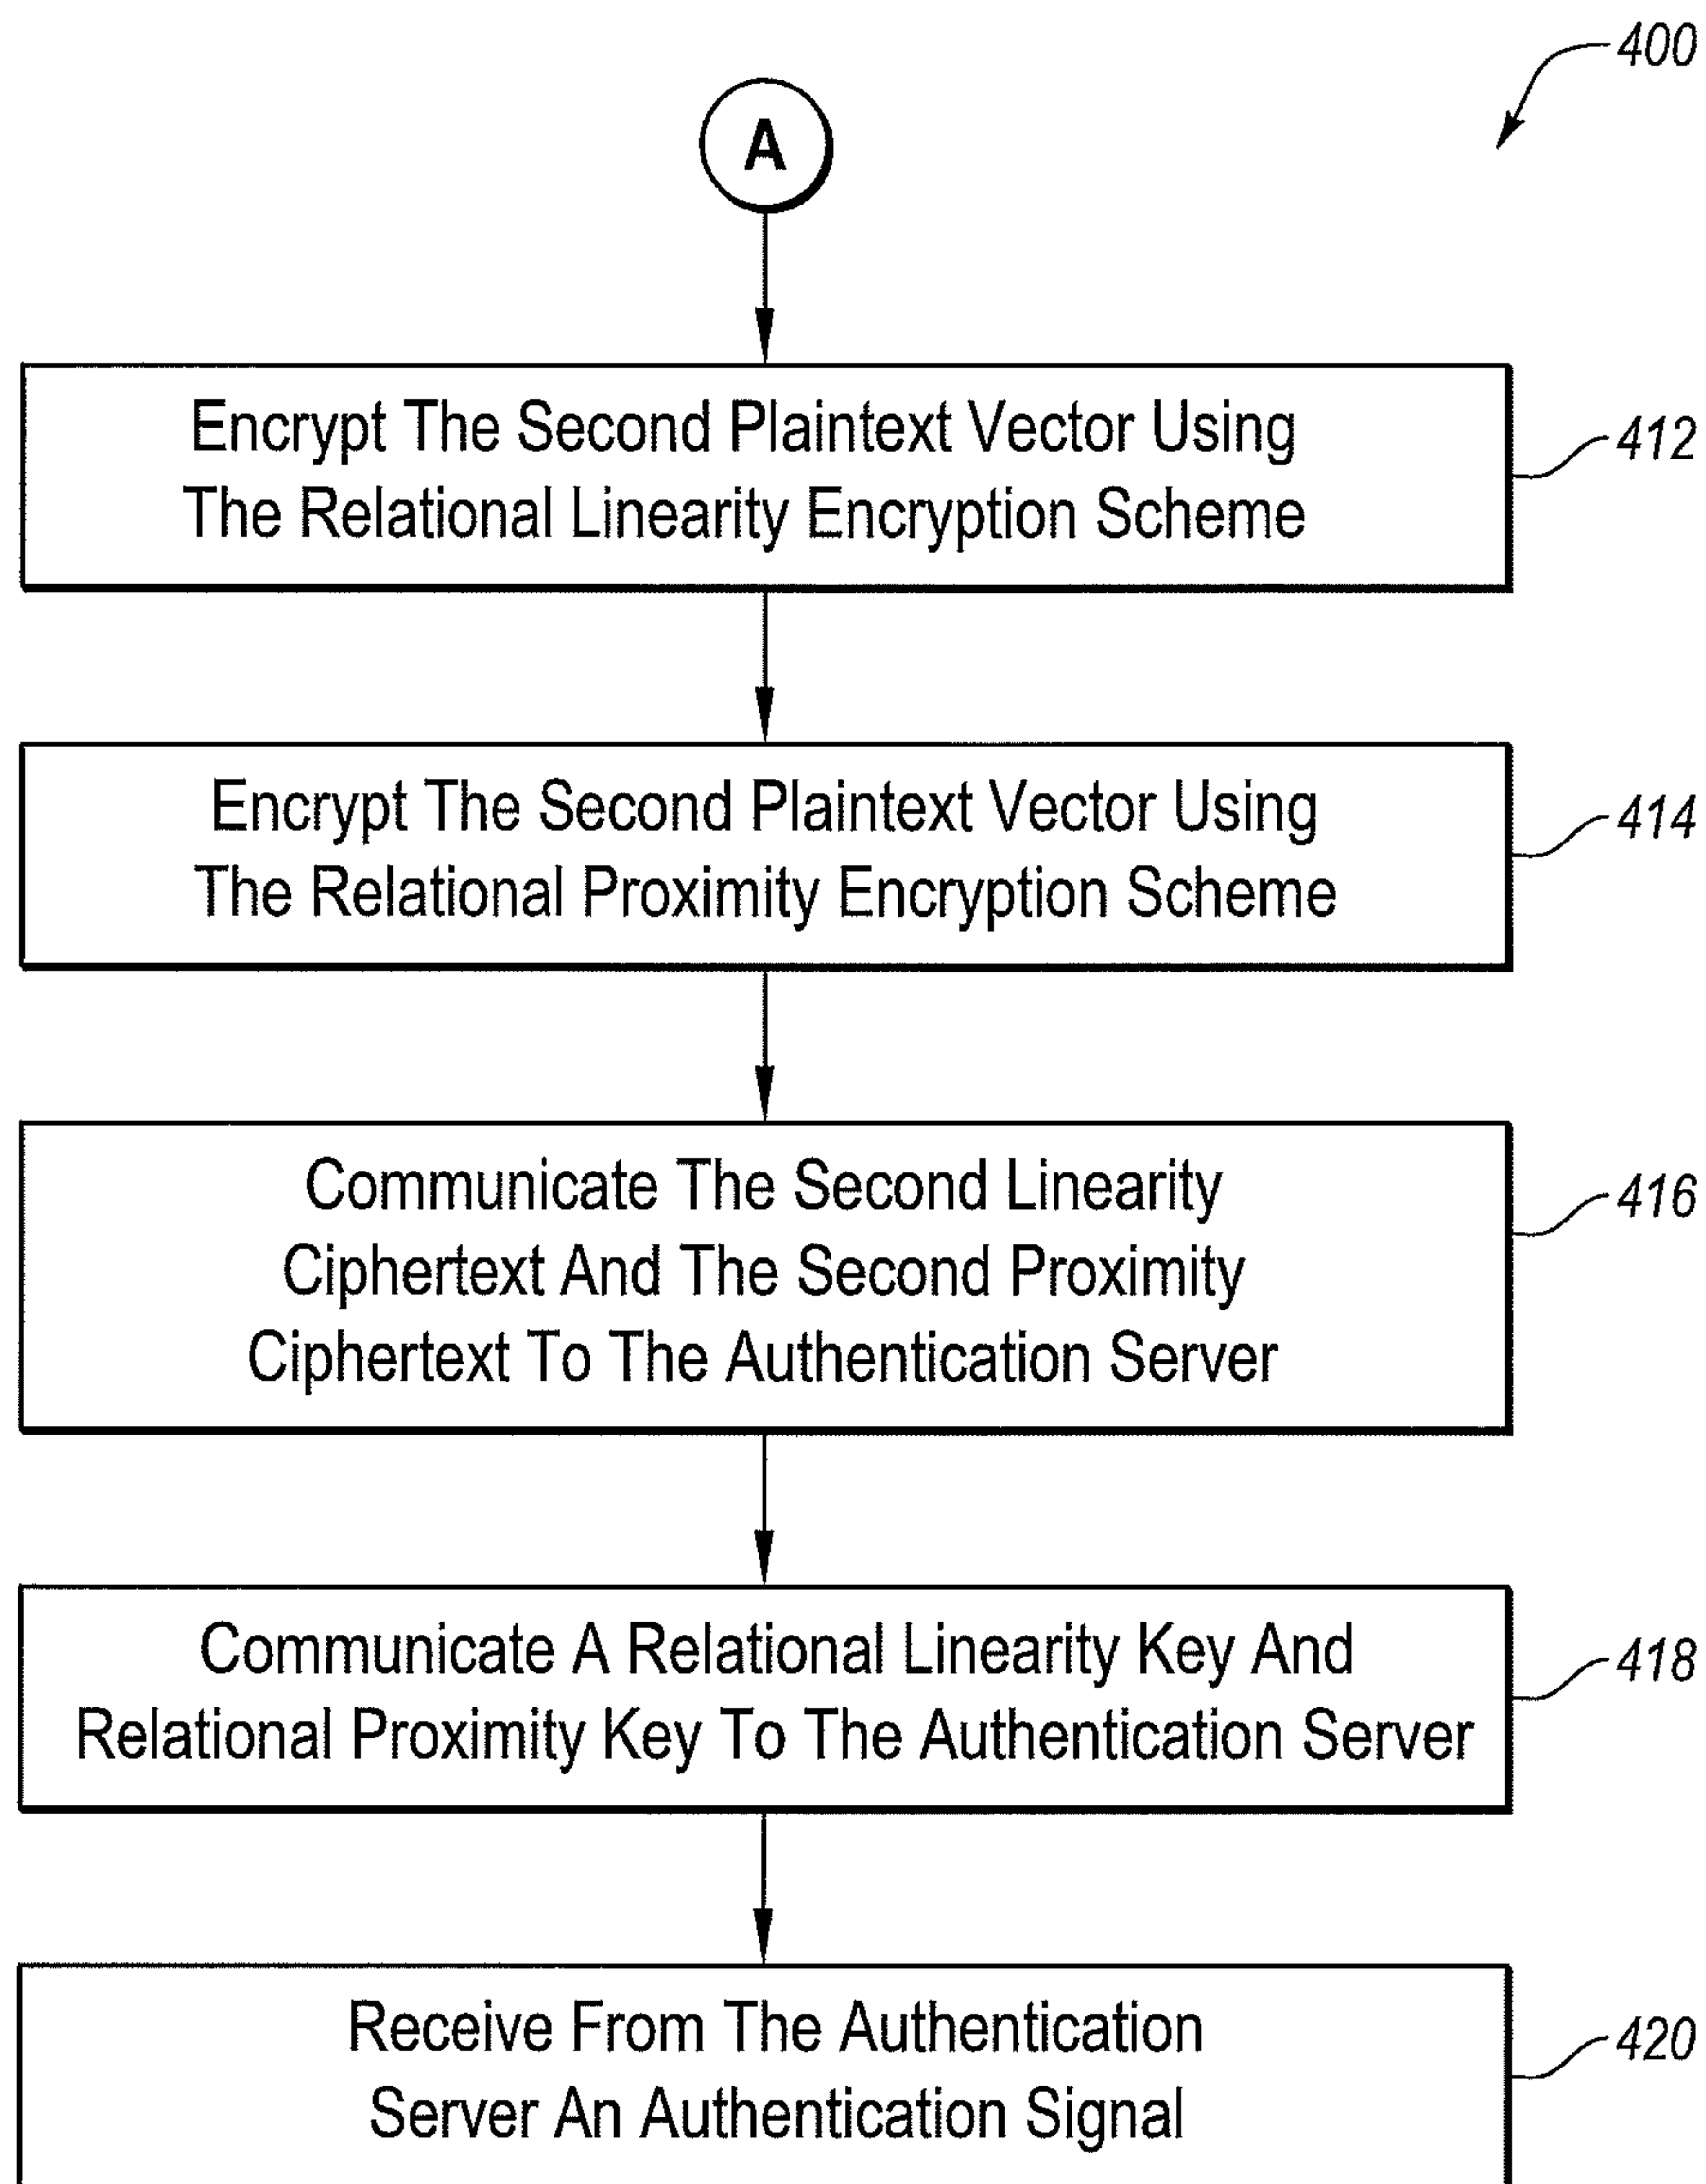 400
A
Encrypt The Second Plaintext Vector Using
The Relational Linearity Encryption Scheme
412
Encrypt The Second Plaintext Vector Using
The Relational Proximity Encryption Scheme
414
Communicate The Second Linearity
Ciphertext And The Second Proximity
Ciphertext To The Authentication Server
416
Communicate A Relational Linearity Key And
Relational Proximity Key To The Authentication Server
418
Receive From The Authentication
Server An Authentication Signal
420